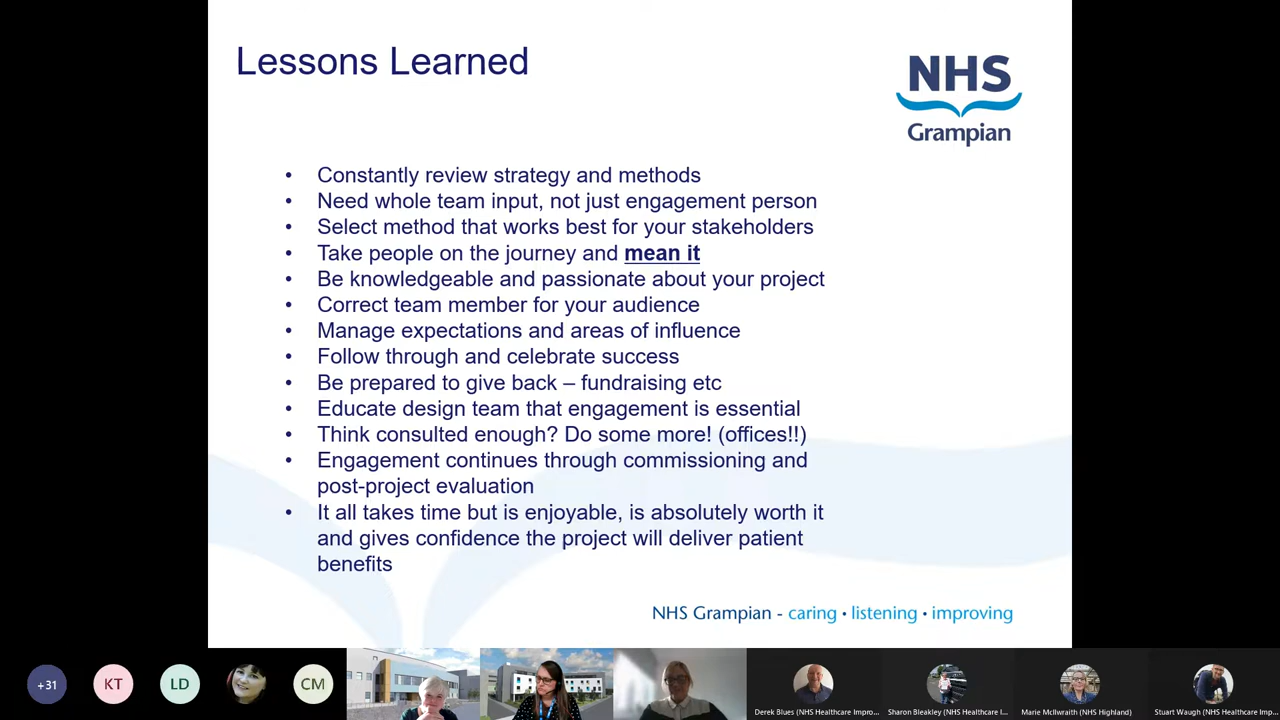 Lessons Learned
NHS
Grampian
• Constantly review strategy and methods
• Need whole team input, not just engagement person
• Select method that works best for your stakeholders
• Take people on the journey and mean it
• Be knowledgeable and passionate about your project
• Correct team member for your audience
• Manage expectations and areas of influence
• Follow through and celebrate success
• Be prepared to give back – fundraising etc
• Educate design team that engagement is essential
• Think consulted enough? Do some more! (offices!!)
• Engagement continues through commissioning and
post-project evaluation
• It all takes time but is enjoyable, is absolutely worth it
and gives confidence the project will deliver patient
benefits
NHS Grampian - caring • listening • improving
+31
KT
LD
CM
Derek Blues (NHS Healthcare Impro...
Sharon Bleakley (NHS Healthcare I...
Marie McIlwraith (NHS Highland)
Stuart Waugh (NHS Healthcare Imp...